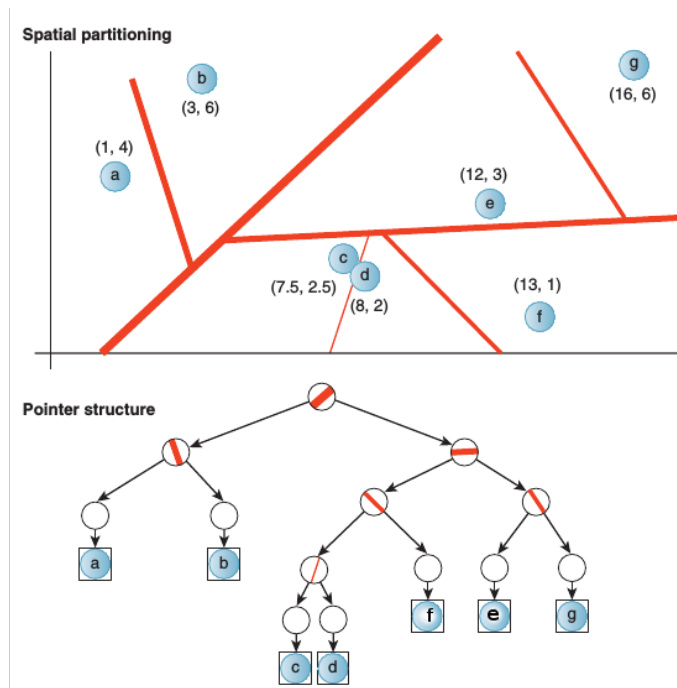 Spatial partitioning
b
(3, 6)
g
(16, 6)
(1, 4)
a
(12, 3)
e
c
d
(7.5, 2.5)
(8, 2)
(13, 1)
f
Pointer structure
a
b
f
e
g
c
d